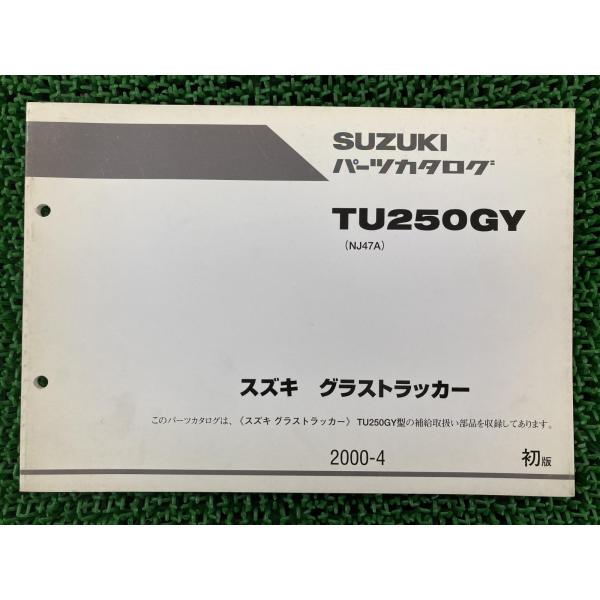 SUZUKI
パーツカタログ
TU250GY
(NJ47A)
スズキ グラストラッカー
このパーツカタログは、〈スズキ グラストラッカー〉 TU250GY型の補給取扱い部品を収録してあります。
2000-4 初版